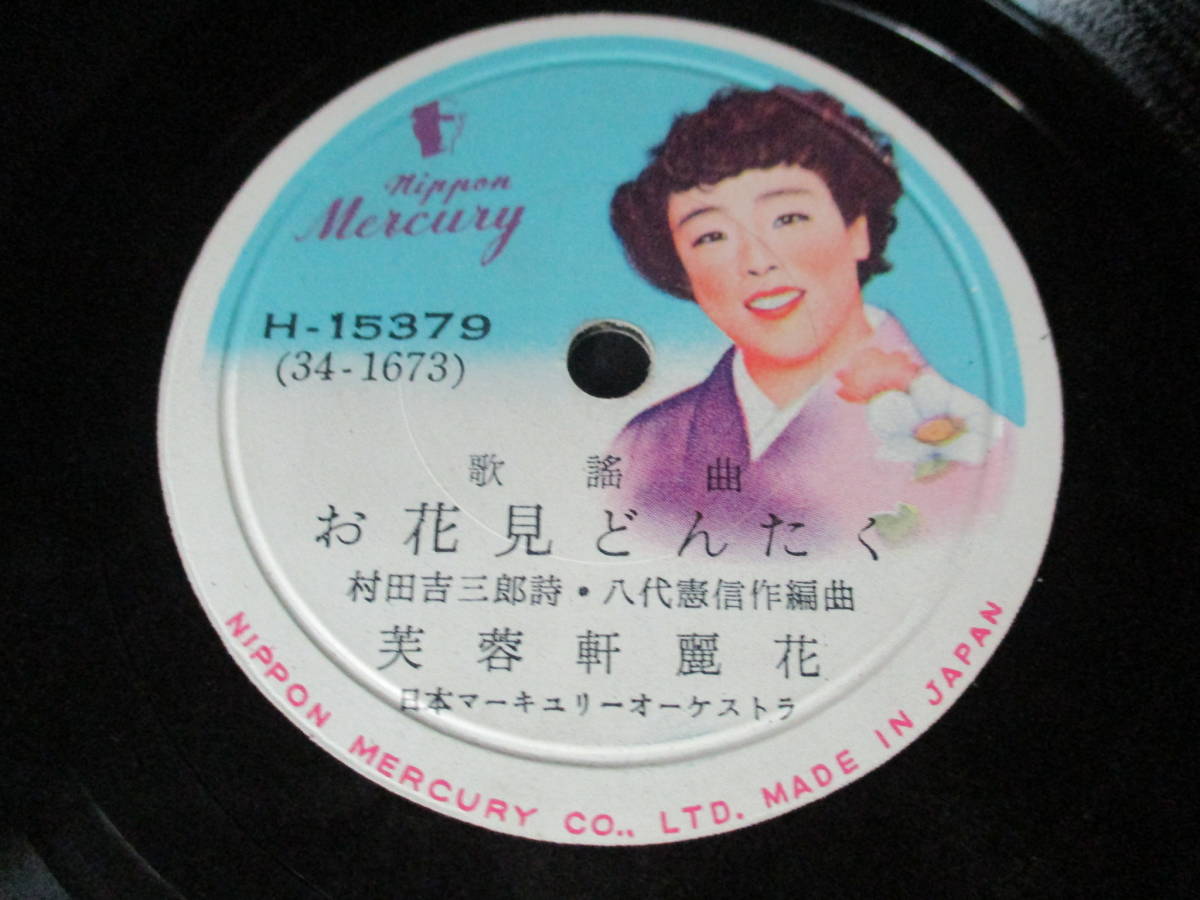 Nippon
Mercury
H-15379
(34-1673)
歌謡曲
お花見どんたく
村田吉三郎詩・八代憲信作編曲
芙蓉軒麗花
日本マーキユリーオーケストラ
NIPPON MERCURY CO., LTD. MADE IN JAPAN